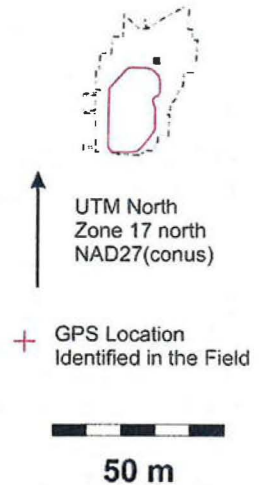 UTM North
Zone 17 north
NAD27(conus)
GPS Location
Identified in the Field
50 m